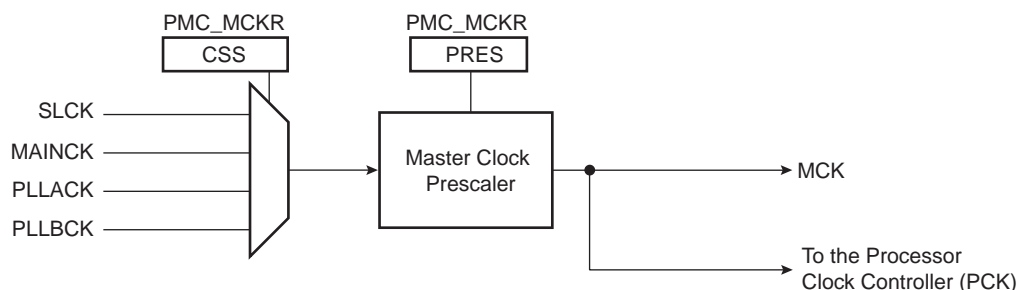 PMC_MCKR
PMC_MCKR
CSS
PRES
SLCK
MAINCK
PLLACK
PLLBCK
Master Clock
Prescaler
MCK
To the Processor
Clock Controller (PCK)